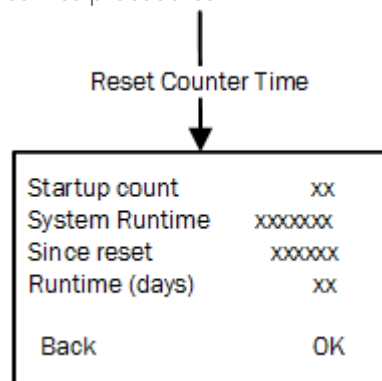 Reset Counter Time
Startup count xx
System Runtime xxxxxxx
Since reset xxxxxx
Runtime (days) xx
Back OK